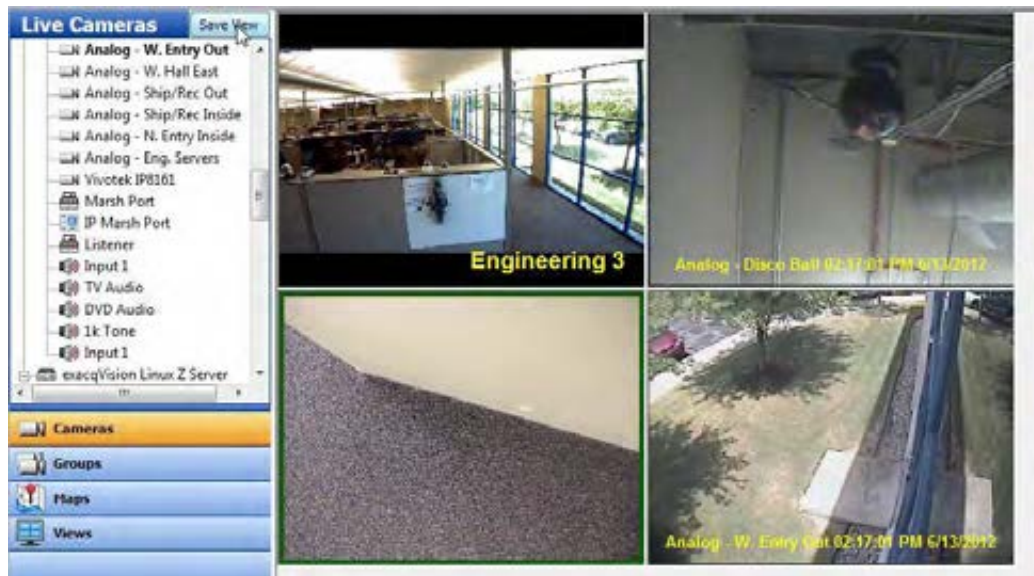 Live Cameras
Save View
Analog - W. Entry Out
Analog - W. Hall East
Analog - Ship/Rec Out
Analog - Ship/Rec Inside
Analog - N. Entry Inside
Analog - Eng. Servers
Vivotek IP8161
Marsh Port
IP Marsh Port
Listener
Input 1
TV Audio
DVD Audio
1k Tone
Input 1
exacqVision Linux Z Server
Cameras
Groups
Maps
Views
Engineering 3
Analog - Disco Ball 02:17:01 PM 6/13/2012
Analog - W. Entry Out 02:17:01 PM 6/13/2012